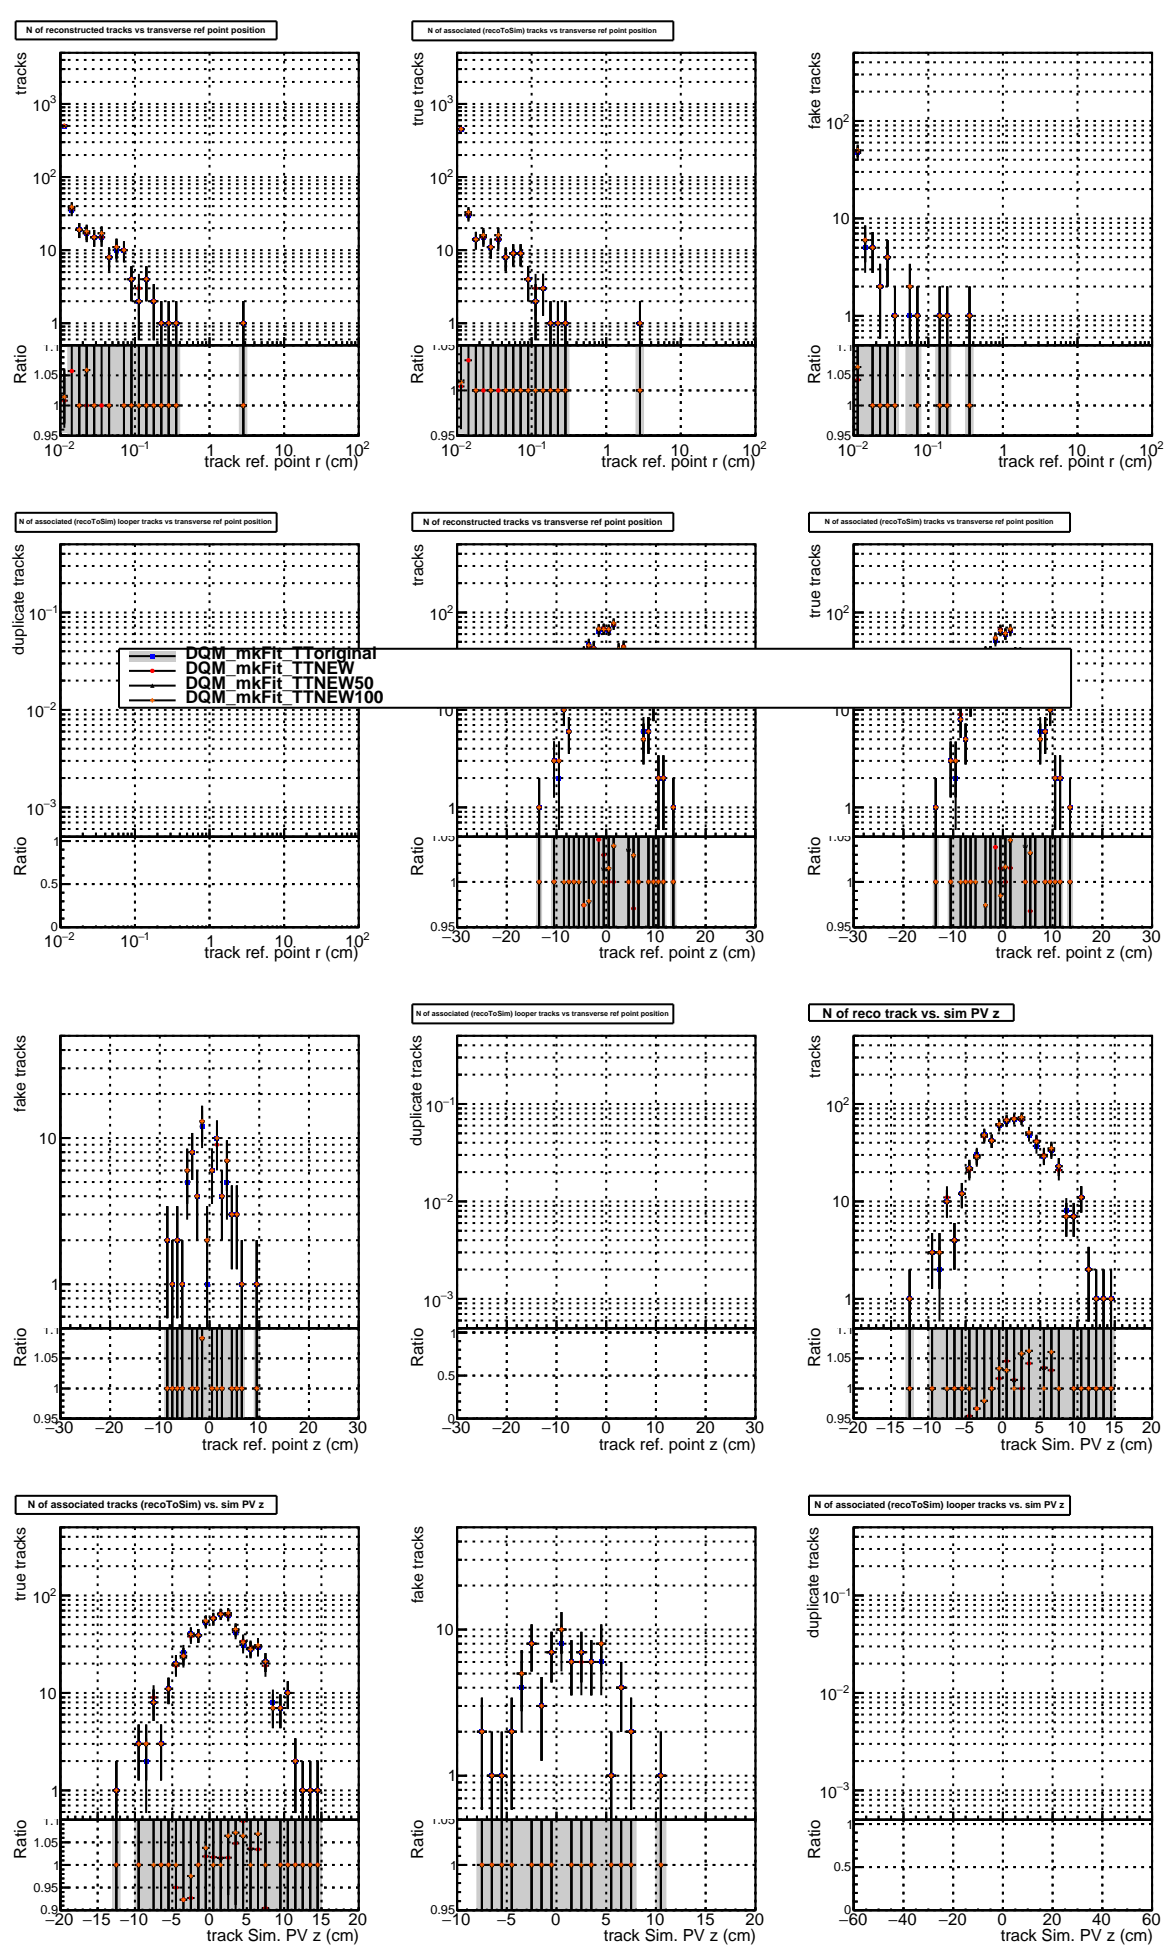 N of reconstructed tracks vs transverse ref point position
tracks
10³
10²
10
1
Ratio
1.1
1.05
1
0.95
10⁻² 10⁻¹ 1 10 10²
track ref. point r (cm)
N of associated (recoToSim) tracks vs transverse ref point position
true tracks
10³
10²
10
1
Ratio
1.05
1
0.95
10⁻² 10⁻¹ 1 10 10²
track ref. point r (cm)
fake tracks
10²
10
1
Ratio
1.1
1.05
1
0.95
10⁻² 10⁻¹ 1 10 10²
track ref. point r (cm)
N of associated (recoToSim) looper tracks vs transverse ref point position
duplicate tracks
10⁻¹
10⁻²
10⁻³
Ratio
1
0.5
0
10⁻² 10⁻¹ 1 10 10²
track ref. point r (cm)
N of reconstructed tracks vs transverse ref point position
tracks
10²
10
1
Ratio
1.05
1
0.95
−30 −20 −10 0 10 20 30
track ref. point z (cm)
N of associated (recoToSim) tracks vs transverse ref point position
true tracks
10²
10
1
Ratio
1.05
1
0.95
−30 −20 −10 0 10 20 30
track ref. point z (cm)
DQM_mkFit_TToriginal
DQM_mkFit_TTNEW
DQM_mkFit_TTNEW50
DQM_mkFit_TTNEW100
fake tracks
10
1
Ratio
1.1
1.05
1
0.95
−30 −20 −10 0 10 20 30
track ref. point z (cm)
N of associated (recoToSim) looper tracks vs transverse ref point position
duplicate tracks
10⁻¹
10⁻²
10⁻³
Ratio
1
0.5
0
−30 −20 −10 0 10 20 30
track ref. point z (cm)
N of reco track vs. sim PV z
tracks
10²
10
1
Ratio
1.1
1.05
1
0.95
−20 −15 −10 −5 0 5 10 15 20
track Sim. PV z (cm)
N of associated tracks (recoToSim) vs. sim PV z
true tracks
10²
10
1
Ratio
1.1
1.05
1
0.95
0.9
−20 −15 −10 −5 0 5 10 15 20
track Sim. PV z (cm)
fake tracks
10
1
Ratio
1.05
1
0.95
−10 −5 0 5 10 15 20
track Sim. PV z (cm)
N of associated (recoToSim) looper tracks vs. sim PV z
duplicate tracks
10⁻¹
10⁻²
10⁻³
Ratio
1
0.5
0
−60 −40 −20 0 20 40 60
track Sim. PV z (cm)